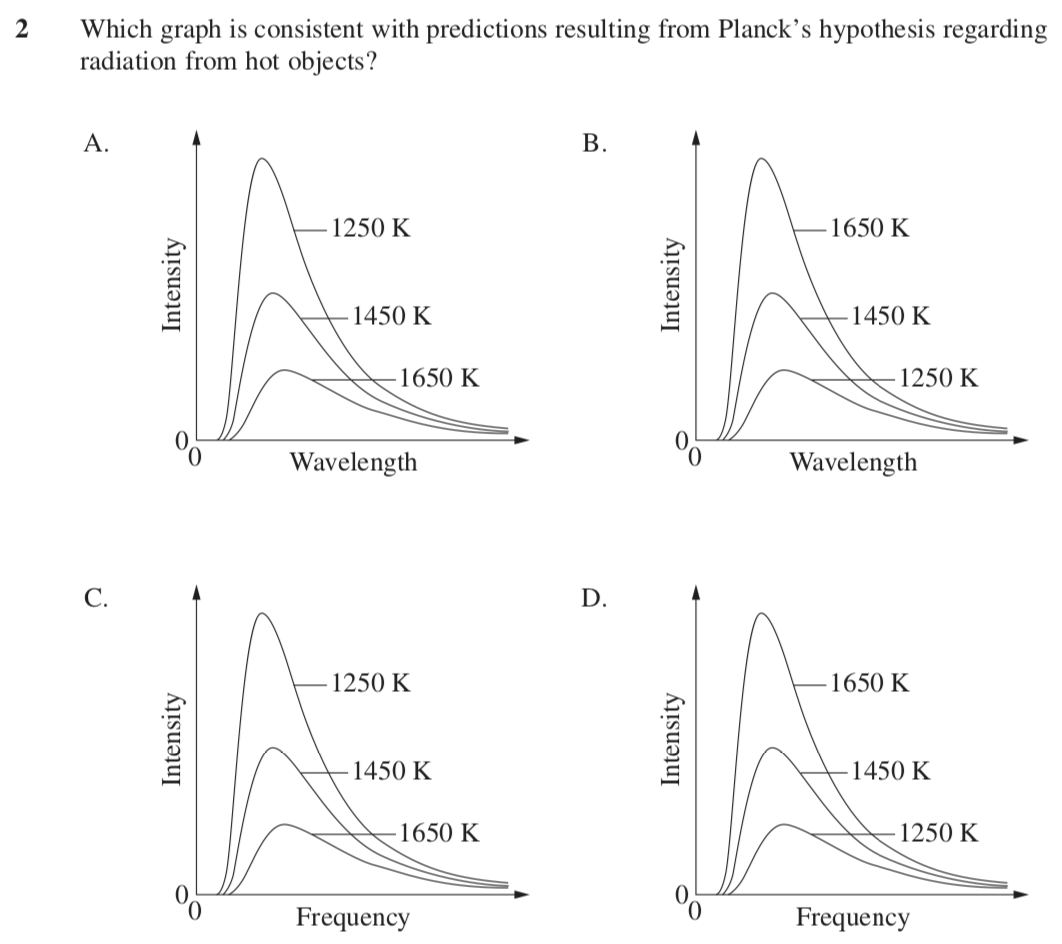 2 Which graph is consistent with predictions resulting from Planck’s hypothesis regarding
radiation from hot objects?
A.
Intensity
1250 K
1450 K
1650 K
0
0
Wavelength
B.
Intensity
1650 K
1450 K
1250 K
0
0
Wavelength
C.
Intensity
1250 K
1450 K
1650 K
0
0
Frequency
D.
Intensity
1650 K
1450 K
1250 K
0
0
Frequency